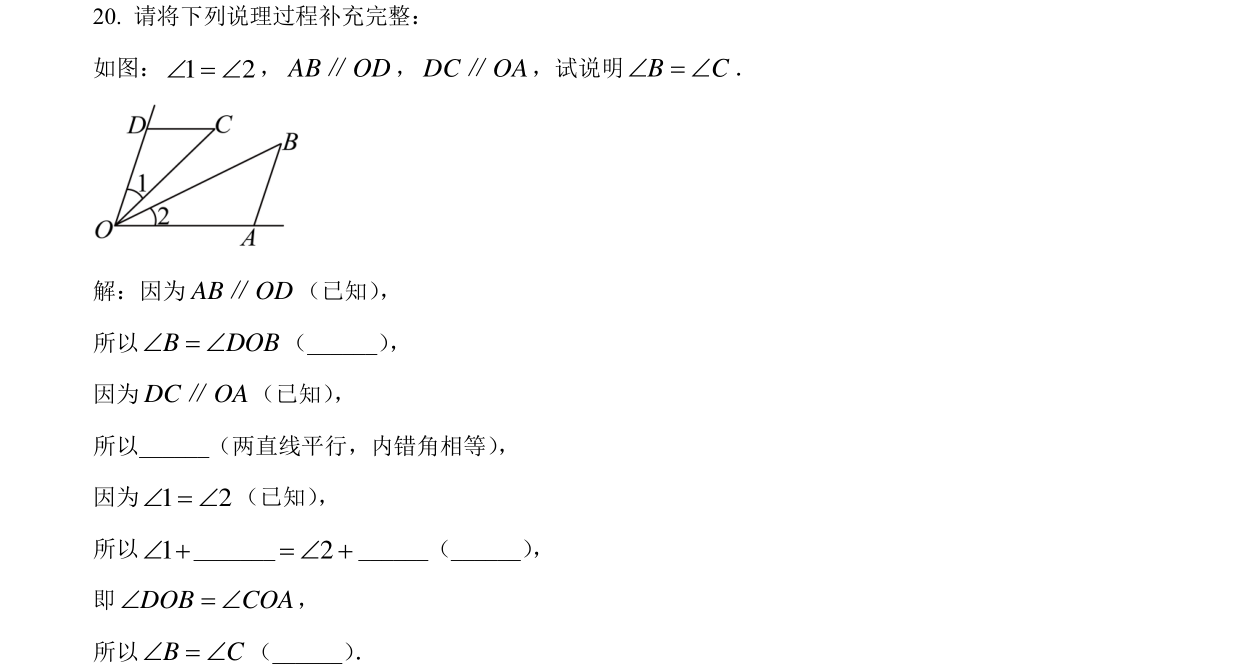 20. 请将下列说理过程补充完整：
如图：∠1＝∠2，AB∥OD，DC∥OA，试说明∠B＝∠C．
D
C
B
1
2
O
A
解：因为AB∥OD（已知），
所以∠B＝∠DOB（______），
因为DC∥OA（已知），
所以______（两直线平行，内错角相等），
因为∠1＝∠2（已知），
所以∠1+_______＝∠2+______（______），
即∠DOB＝∠COA，
所以∠B＝∠C（______）．